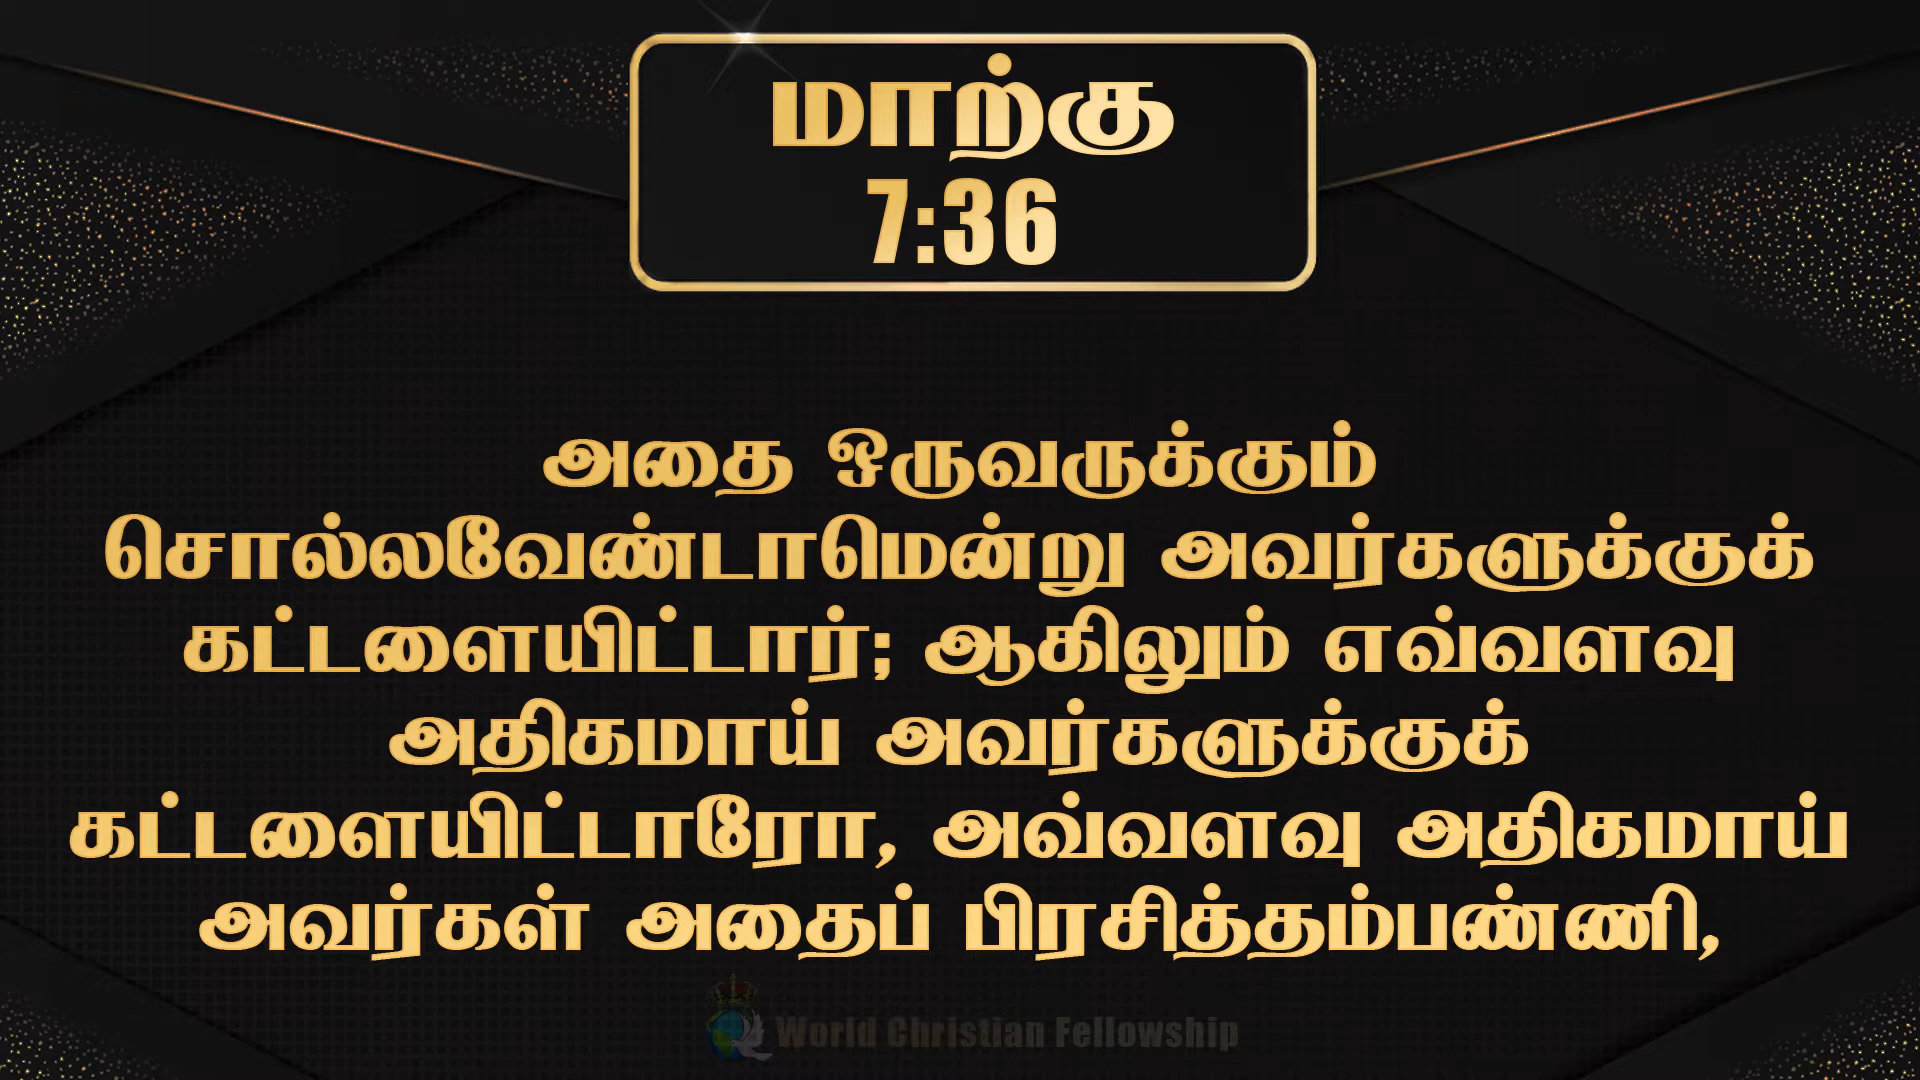 மாற்கு
7:36
அதை ஒருவருக்கும்
சொல்லவேண்டாமென்று அவர்களுக்குக்
கட்டளையிட்டார்; ஆகிலும் எவ்வளவு
அதிகமாய் அவர்களுக்குக்
கட்டளையிட்டாரோ, அவ்வளவு அதிகமாய்
அவர்கள் அதைப் பிரசித்தம்பண்ணி,
World Christian Fellowship